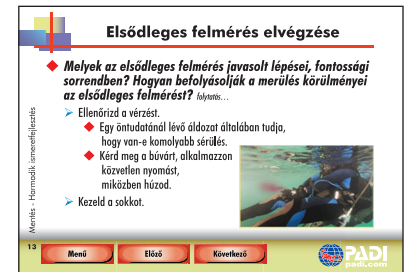 Elsődleges felmérés elvégzése
Melyek az elsődleges felmérés javasolt lépései, fontossági
sorrendben? Hogyan befolyásolják a merülés körülményei
az elsődleges felmérést? folytatás…
Ellenőrizd a vérzést.
Egy öntudatánál lévő áldozat általában tudja,
hogy van-e komolyabb sérülés.
Kérd meg a búvárt, alkalmazzon
közvetlen nyomást,
miközben húzod.
Kezeld a sokkot.
Mentés - Harmadik ismeretfejlesztés
13
Menü
Előző
Következő
PADI
padi.com